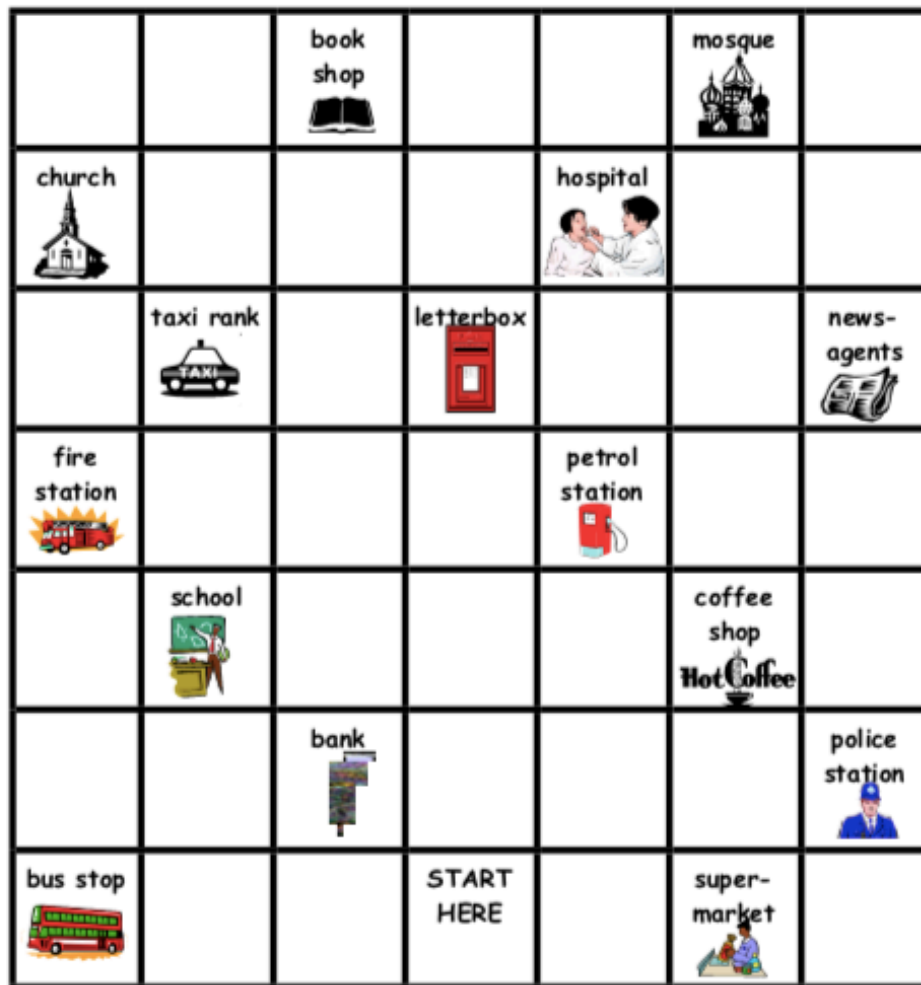 book
shop
mosque
church
hospital
taxi rank
TAXI
letterbox
news-
agents
fire
station
petrol
station
school
coffee
shop
Hot Coffee
bank
police
station
bus stop
START
HERE
super-
market